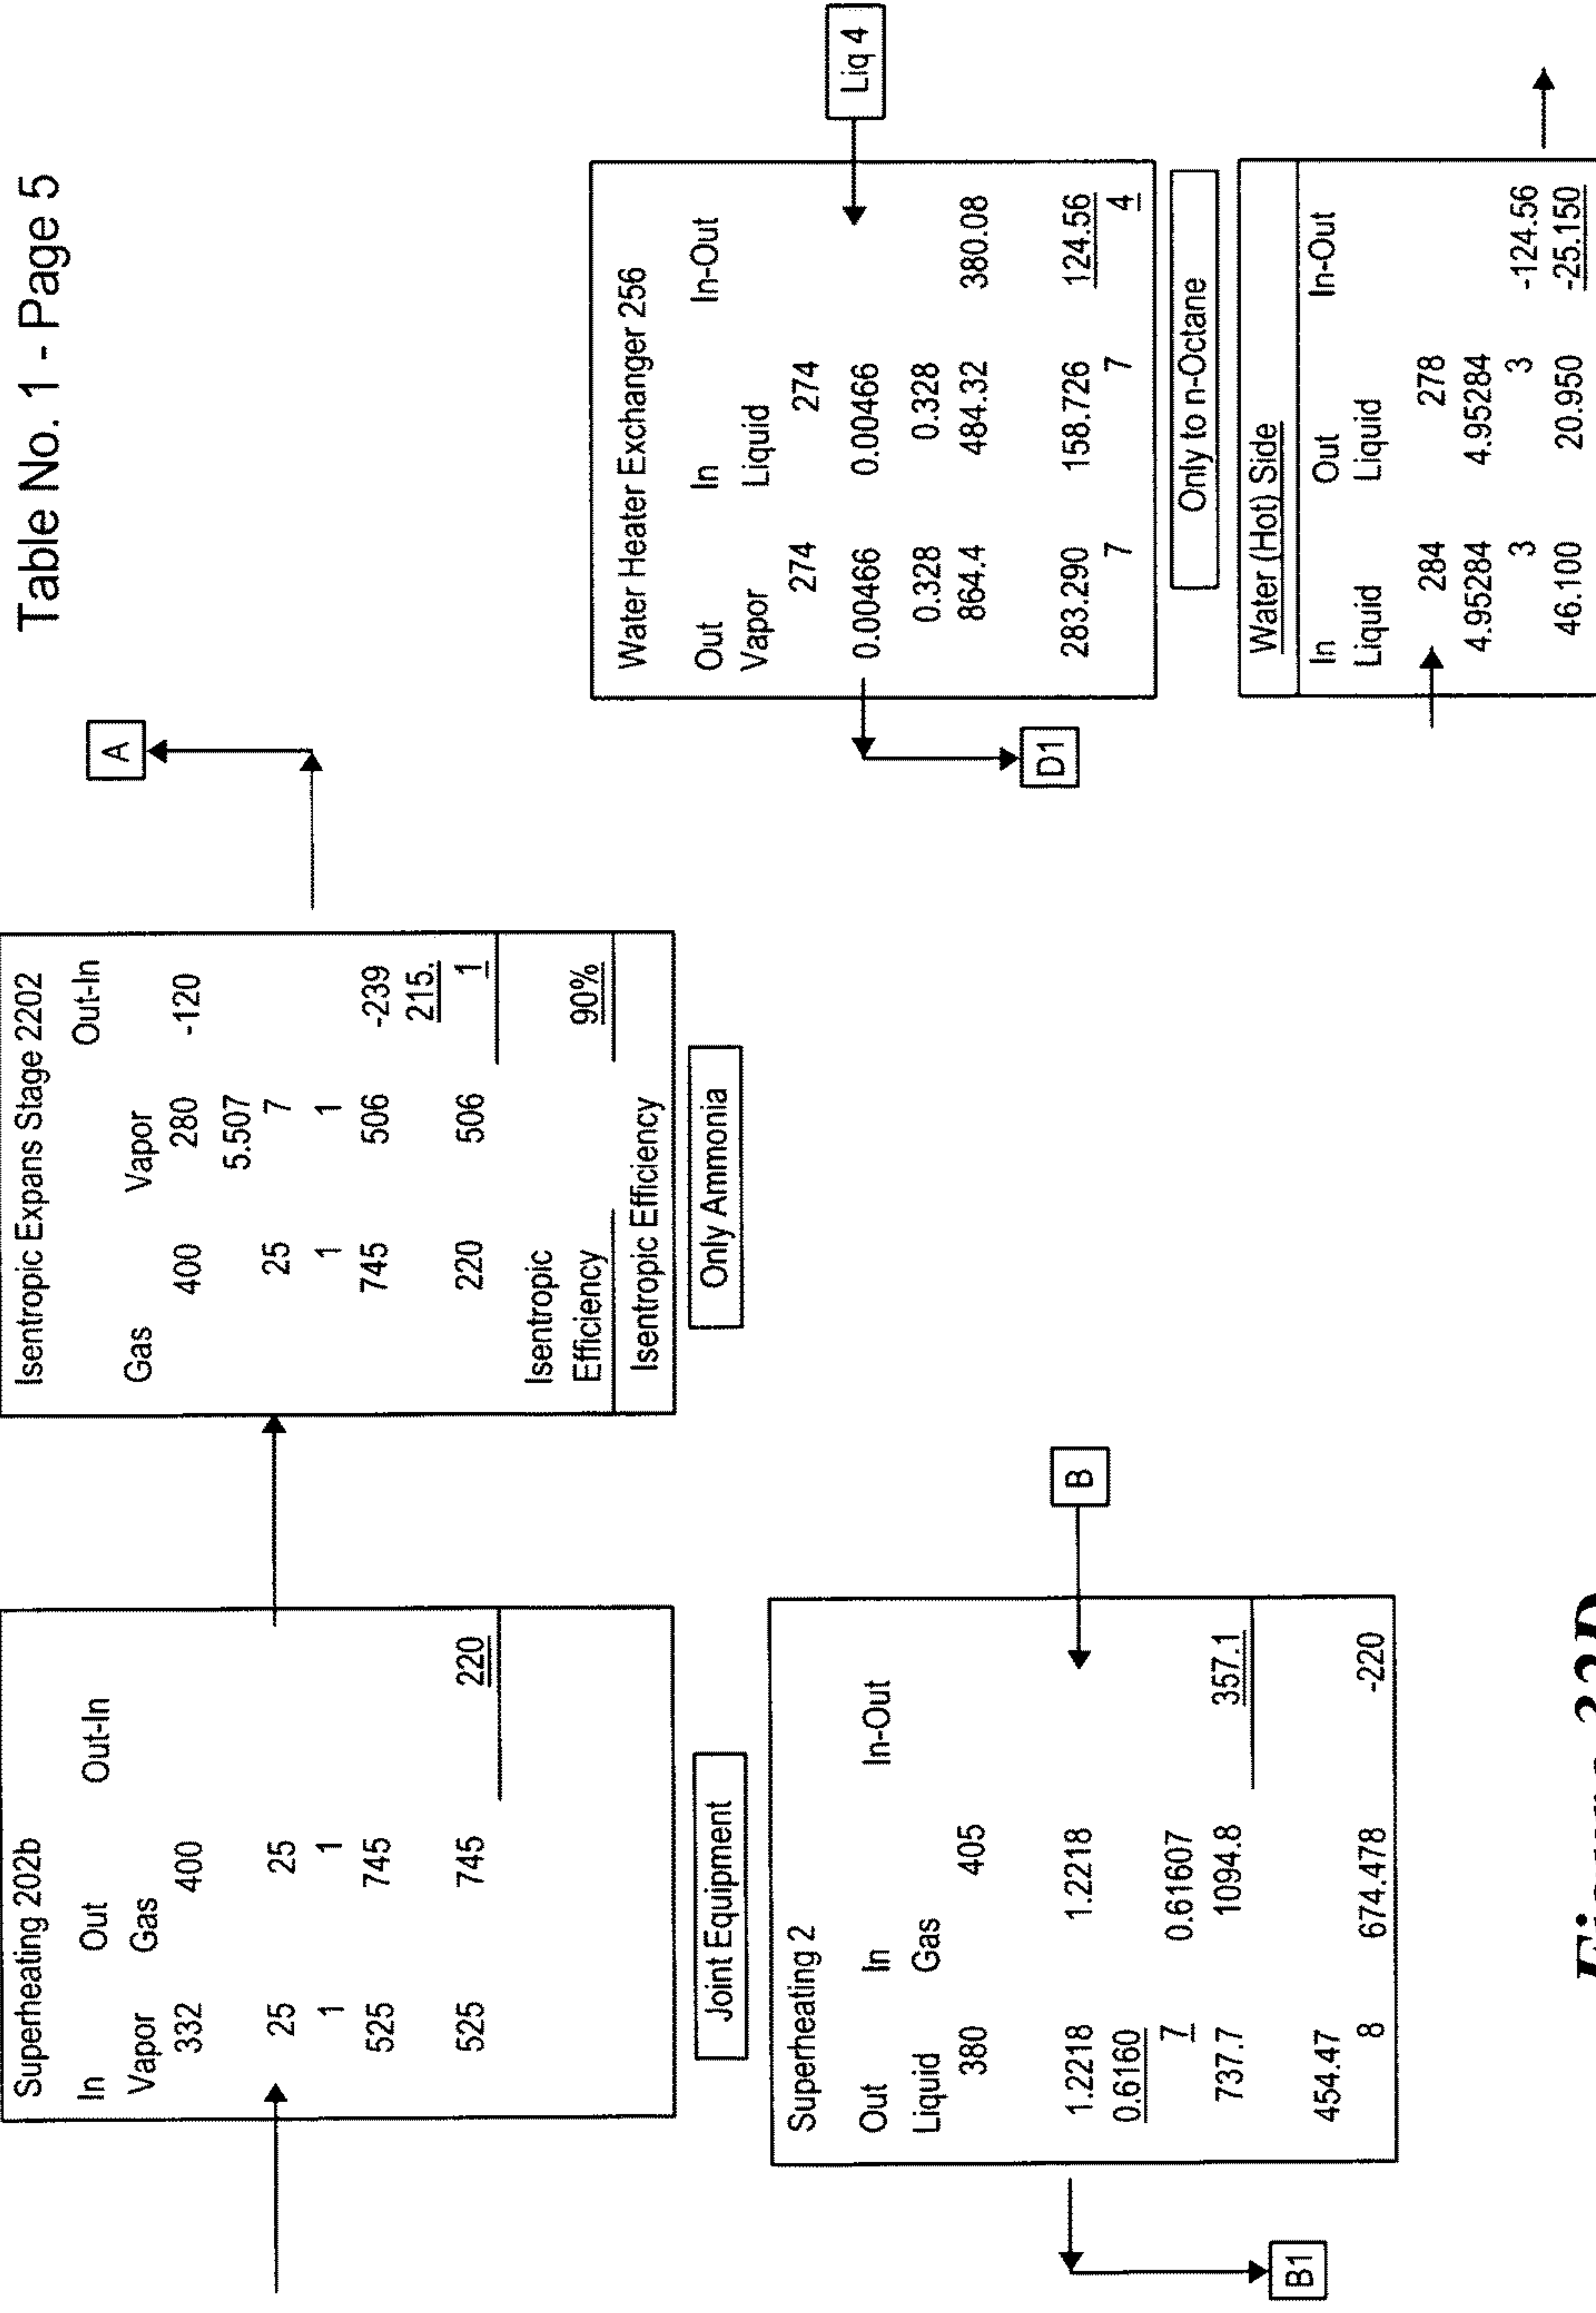 Table No. 1 - Page 5
Superheating 202b
In Out Out-In
Vapor Gas
332 400
25 25
1 1
525 745
525 745 220
Isentropic Expans Stage 2202
Out-In
Gas Vapor
400 280 -120
5.507
25 7
1 1
745 506 -239
215.
220 506 1
Isentropic
Efficiency 90%
Isentropic Efficiency
A
Joint Equipment
Only Ammonia
Superheating 2
Out In In-Out
Liquid Gas
380 405
1.2218 1.2218
0.6160
7 0.61607
737.7 1094.8 357.1
454.47
8 674.478 -220
B
B1
Water Heater Exchanger 256
Out In In-Out
Vapor Liquid
274 274
0.00466 0.00466
0.328 0.328
864.4 484.32 380.08
283.290 158.726 124.56
7 7 4
Liq 4
D1
Only to n-Octane
Water (Hot) Side
In Out In-Out
Liquid Liquid
284 278
4.95284 4.95284
3 3 -124.56
46.100 20.950 -25.150